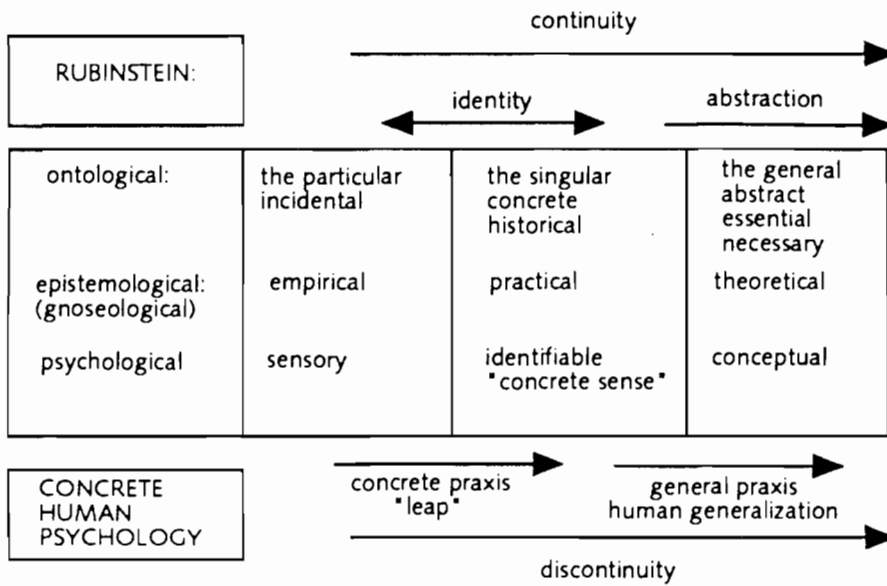 continuity
RUBINSTEIN:
identity
abstraction
ontological:
the particular
incidental
the singular
concrete
historical
the general
abstract
essential
necessary
epistemological:
(gnoseological)
empirical
practical
theoretical
psychological
sensory
identifiable
"concrete sense"
conceptual
CONCRETE
HUMAN
PSYCHOLOGY
concrete praxis
"leap"
general praxis
human generalization
discontinuity